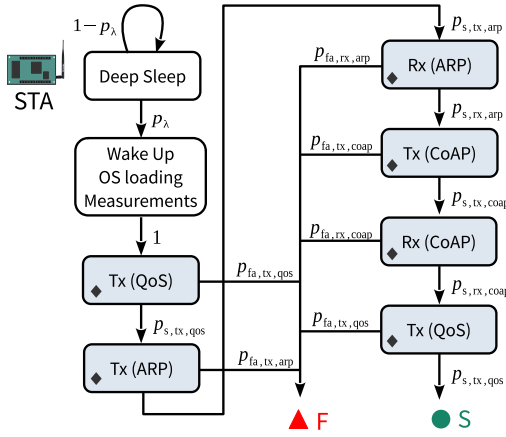 1−pλ
Deep Sleep
STA
pλ
Wake Up
OS loading
Measurements
1
Tx (QoS)
pfa,tx,qos
ps,tx,qos
Tx (ARP)
pfa,tx,arp
ps,tx,arp
pfa,rx,arp
Rx (ARP)
ps,rx,arp
pfa,tx,coap
Tx (CoAP)
ps,tx,coap
pfa,rx,coap
Rx (CoAP)
ps,rx,coap
pfa,tx,qos
Tx (QoS)
ps,tx,qos
F
S